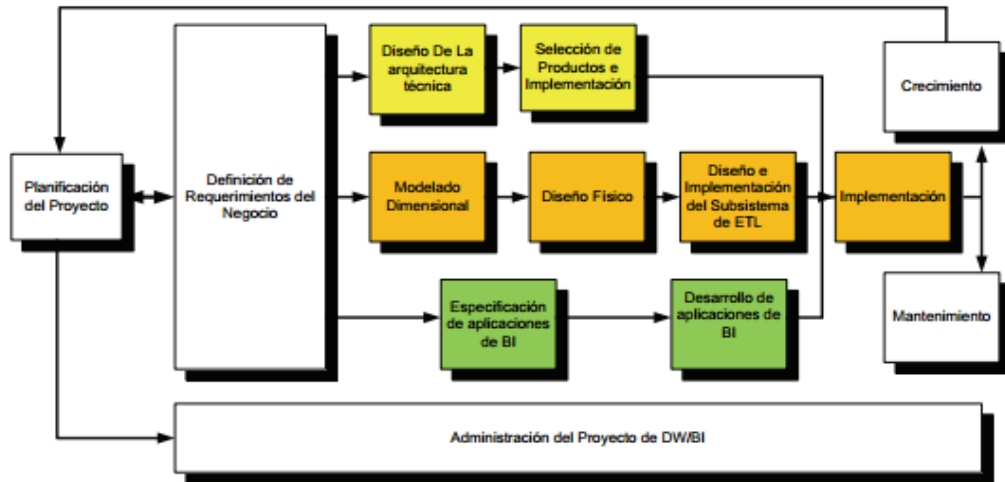 Planificación
del Proyecto
Definición de
Requerimientos del
Negocio
Diseño De La
arquitectura
técnica
Selección de
Productos e
Implementación
Modelado
Dimensional
Diseño Físico
Diseño e
Implementación
del Subsistema
de ETL
Implementación
Especificación
de aplicaciones
de BI
Desarrollo de
aplicaciones de
BI
Crecimiento
Mantenimiento
Administración del Proyecto de DW/BI